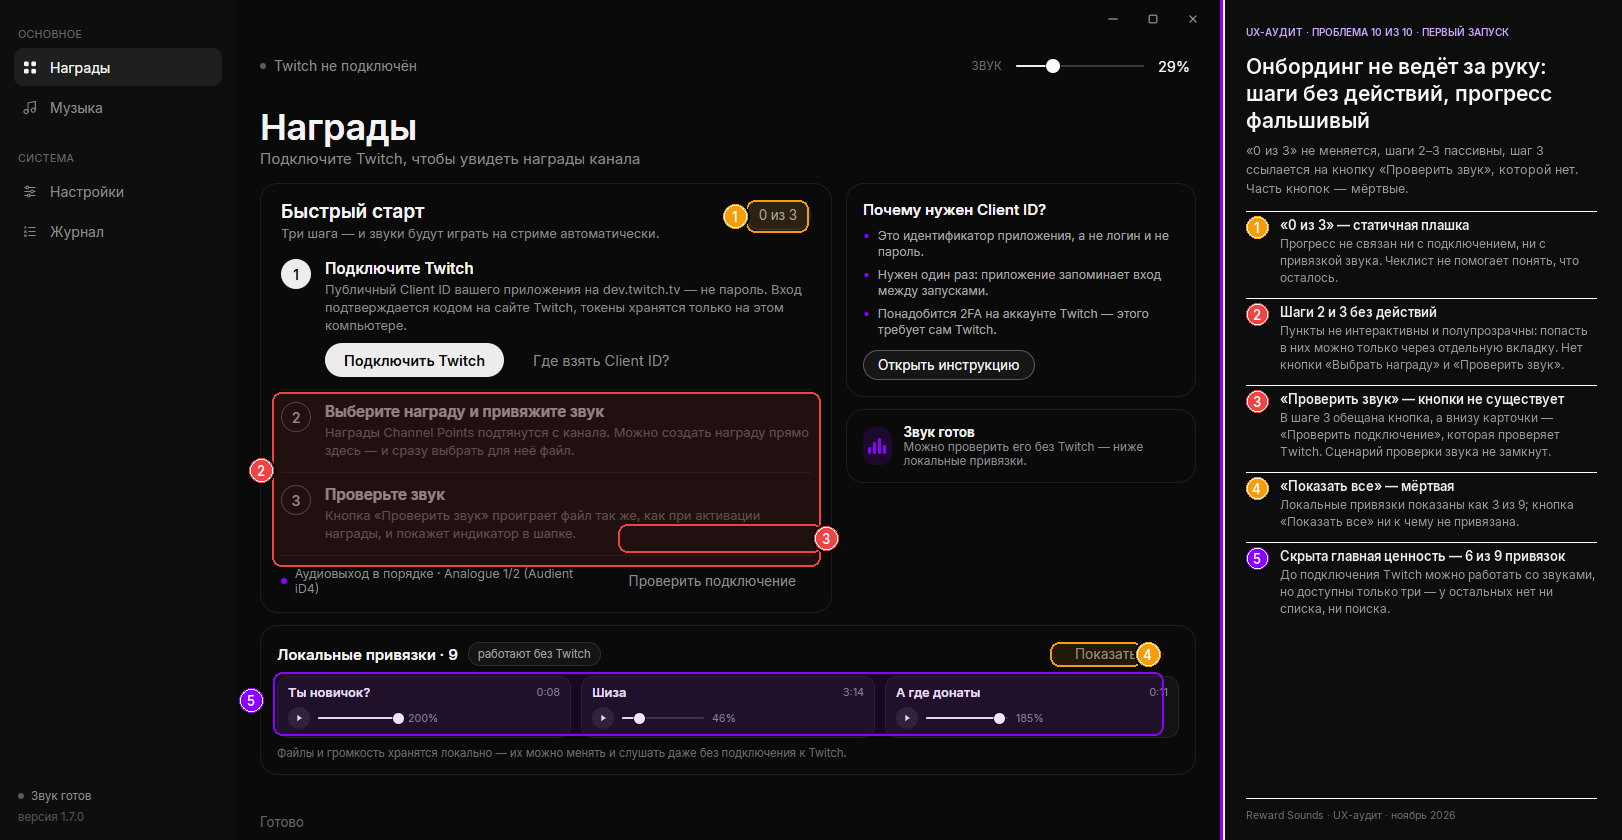 ОСНОВНОЕ
Награды
Музыка
СИСТЕМА
Настройки
Журнал
Звук готов
версия 1.7.0
Twitch не подключён
ЗВУК
29%
Награды
Подключите Twitch, чтобы увидеть награды канала
Быстрый старт
Три шага — и звуки будут играть на стриме автоматически.
1
0 из 3
1
Подключите Twitch
Публичный Client ID вашего приложения на dev.twitch.tv — не пароль. Вход
подтверждается кодом на сайте Twitch, токены хранятся только на этом
компьютере.
Подключить Twitch
Где взять Client ID?
2
2
Выберите награду и привяжите звук
Награды Channel Points подтянутся с канала. Можно создать награду прямо
здесь — и сразу выбрать для неё файл.
3
Проверьте звук
Кнопка «Проверить звук» проиграет файл так же, как при активации
награды, и покажет индикатор в шапке.
3
Аудиовыход в порядке · Analogue 1/2 (Audient
iD4)
Проверить подключение
Почему нужен Client ID?
Это идентификатор приложения, а не логин и не
пароль.
Нужен один раз: приложение запоминает вход
между запусками.
Понадобится 2FA на аккаунте Twitch — этого
требует сам Twitch.
Открыть инструкцию
Звук готов
Можно проверить его без Twitch — ниже
локальные привязки.
Локальные привязки · 9
работают без Twitch
Показать
4
5
Ты новичок?
0:08
200%
Шиза
3:14
46%
А где донаты
0:11
185%
Файлы и громкость хранятся локально — их можно менять и слушать даже без подключения к Twitch.
Готово
UX-АУДИТ · ПРОБЛЕМА 10 ИЗ 10 · ПЕРВЫЙ ЗАПУСК
Онбординг не ведёт за руку:
шаги без действий, прогресс
фальшивый
«0 из 3» не меняется, шаги 2–3 пассивны, шаг 3
ссылается на кнопку «Проверить звук», которой нет.
Часть кнопок — мёртвые.
1
«0 из 3» — статичная плашка
Прогресс не связан ни с подключением, ни с
привязкой звука. Чеклист не помогает понять, что
осталось.
2
Шаги 2 и 3 без действий
Пункты не интерактивны и полупрозрачны: попасть
в них можно только через отдельную вкладку. Нет
кнопки «Выбрать награду» и «Проверить звук».
3
«Проверить звук» — кнопки не существует
В шаге 3 обещана кнопка, а внизу карточки —
«Проверить подключение», которая проверяет
Twitch. Сценарий проверки звука не замкнут.
4
«Показать все» — мёртвая
Локальные привязки показаны как 3 из 9; кнопка
«Показать все» ни к чему не привязана.
5
Скрыта главная ценность — 6 из 9 привязок
До подключения Twitch можно работать со звуками,
но доступны только три — у остальных нет ни
списка, ни поиска.
Reward Sounds · UX-аудит · ноябрь 2026